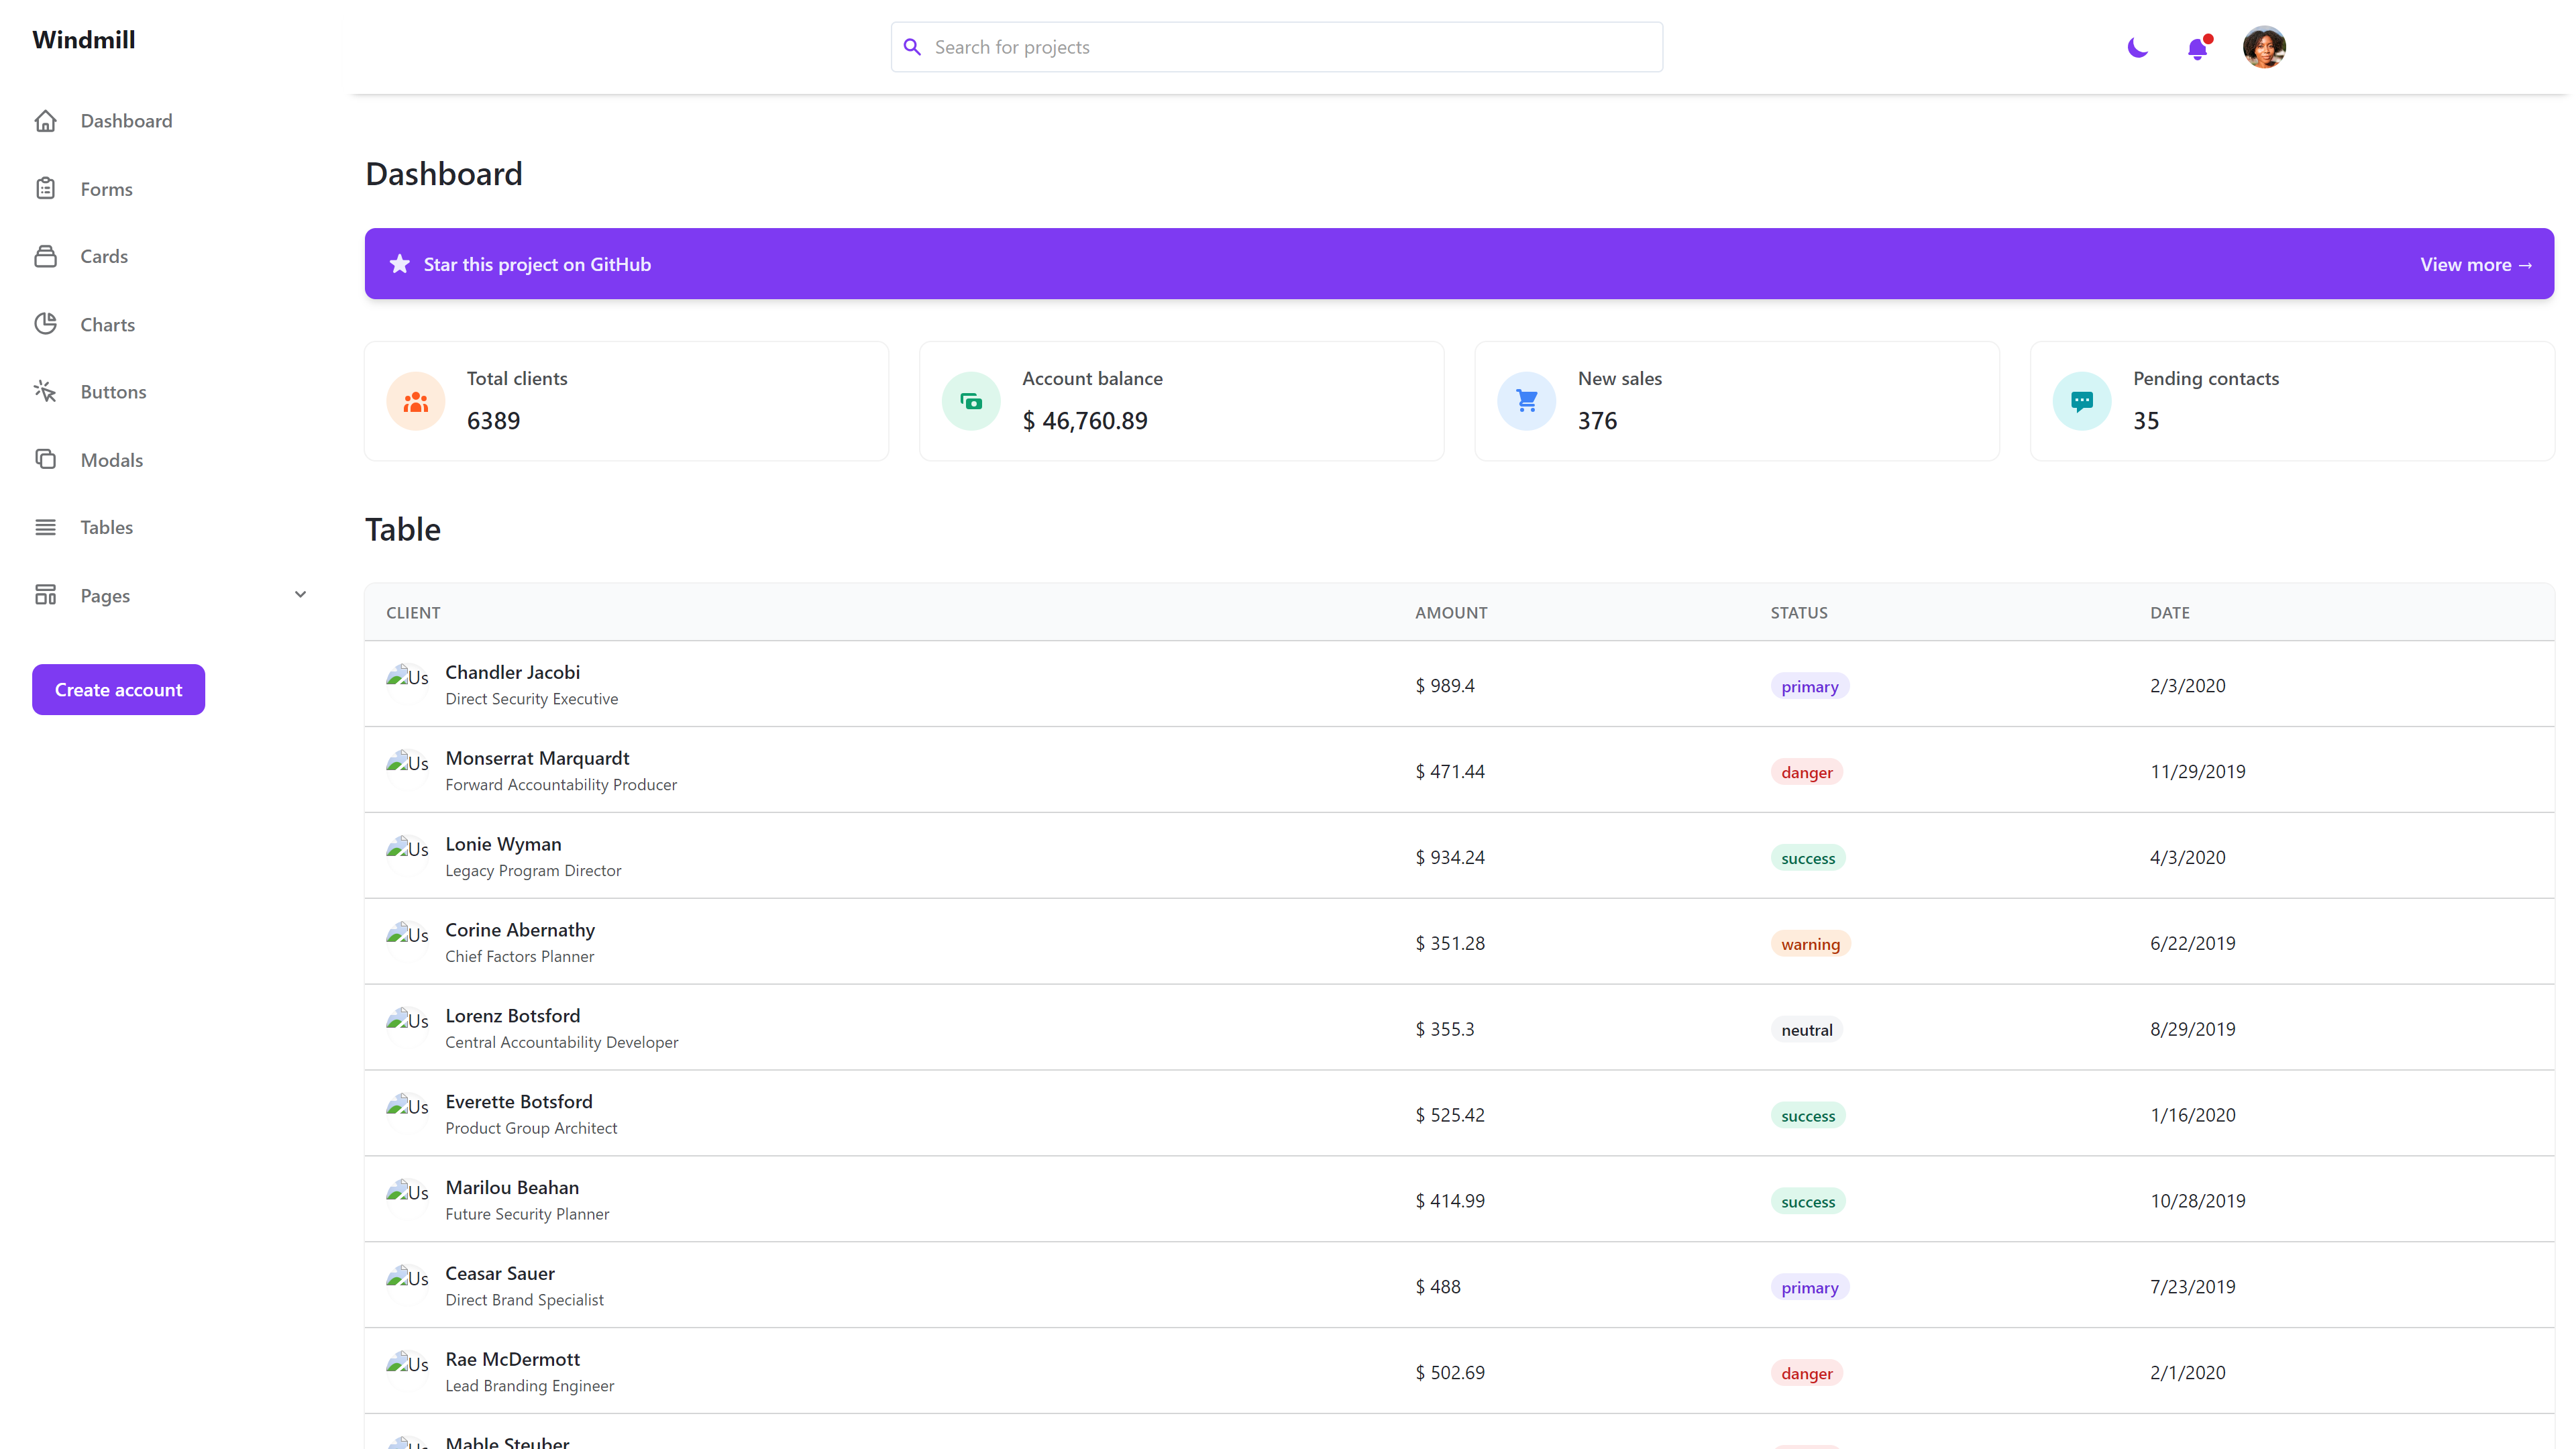 Windmill
Search for projects
Dashboard
Forms
Cards
Charts
Buttons
Modals
Tables
Pages
Create account
Dashboard
Star this project on GitHub
View more →
Total clients
6389
Account balance
$ 46,760.89
New sales
376
Pending contacts
35
Table
CLIENT AMOUNT STATUS DATE
Us
Chandler Jacobi
Direct Security Executive
$ 989.4
primary
2/3/2020
Us
Monserrat Marquardt
Forward Accountability Producer
$ 471.44
danger
11/29/2019
Us
Lonie Wyman
Legacy Program Director
$ 934.24
success
4/3/2020
Us
Corine Abernathy
Chief Factors Planner
$ 351.28
warning
6/22/2019
Us
Lorenz Botsford
Central Accountability Developer
$ 355.3
neutral
8/29/2019
Us
Everette Botsford
Product Group Architect
$ 525.42
success
1/16/2020
Us
Marilou Beahan
Future Security Planner
$ 414.99
success
10/28/2019
Us
Ceasar Sauer
Direct Brand Specialist
$ 488
primary
7/23/2019
Us
Rae McDermott
Lead Branding Engineer
$ 502.69
danger
2/1/2020
Mable Steuber